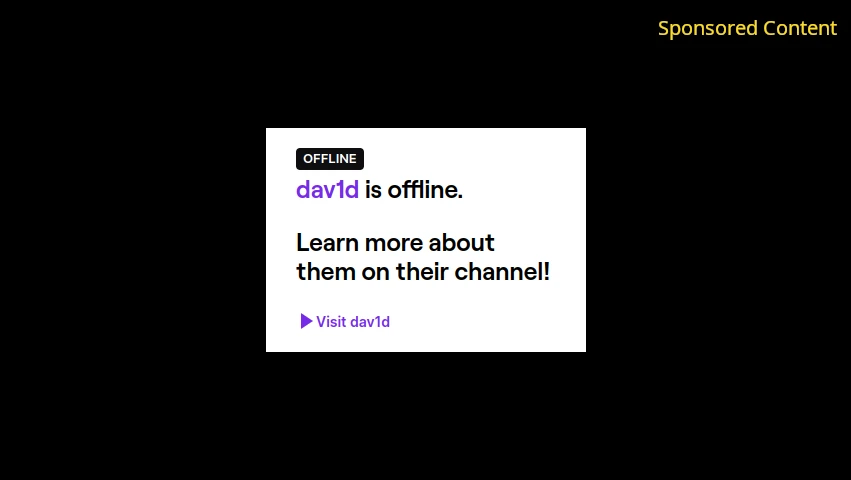 Sponsored Content
OFFLINE
dav1d is offline.
Learn more about
them on their channel!
Visit dav1d